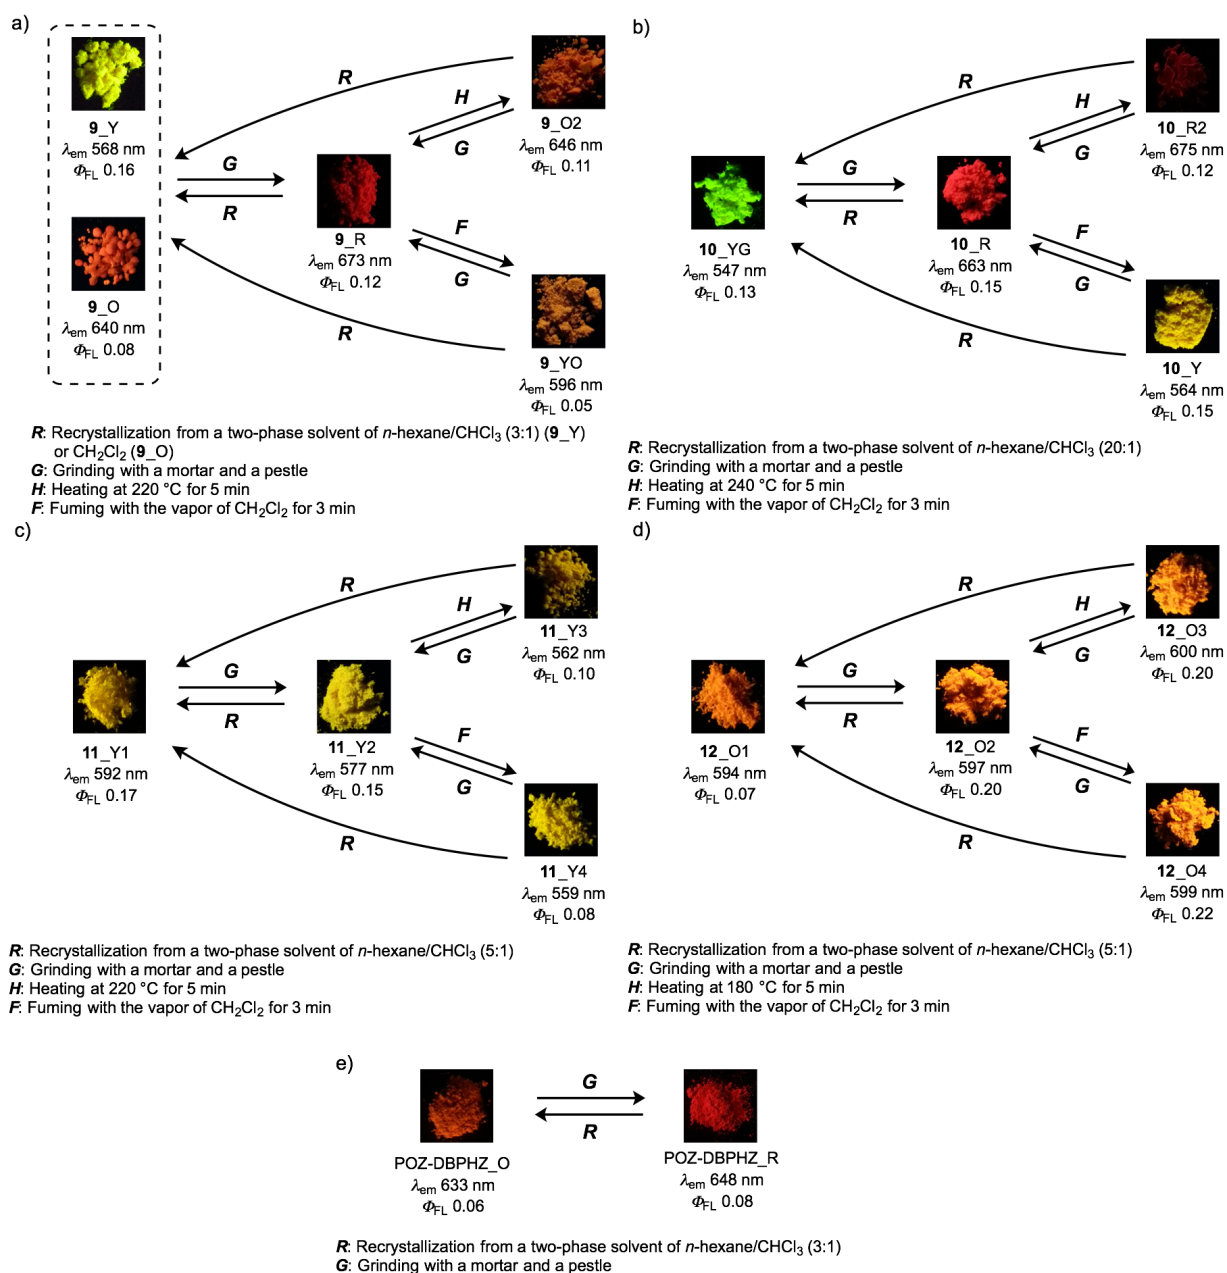 a)
9_Y
λem 568 nm
ΦFL 0.16
9_O
λem 640 nm
ΦFL 0.08
G
R
9_R
λem 673 nm
ΦFL 0.12
R
H
G
9_O2
λem 646 nm
ΦFL 0.11
F
G
9_YO
λem 596 nm
ΦFL 0.05
R
R: Recrystallization from a two-phase solvent of n-hexane/CHCl3 (3:1) (9_Y)
or CH2Cl2 (9_O)
G: Grinding with a mortar and a pestle
H: Heating at 220 °C for 5 min
F: Fuming with the vapor of CH2Cl2 for 3 min
b)
10_YG
λem 547 nm
ΦFL 0.13
G
R
10_R
λem 663 nm
ΦFL 0.15
R
H
G
10_R2
λem 675 nm
ΦFL 0.12
F
G
10_Y
λem 564 nm
ΦFL 0.15
R
R: Recrystallization from a two-phase solvent of n-hexane/CHCl3 (20:1)
G: Grinding with a mortar and a pestle
H: Heating at 240 °C for 5 min
F: Fuming with the vapor of CH2Cl2 for 3 min
c)
11_Y1
λem 592 nm
ΦFL 0.17
G
R
11_Y2
λem 577 nm
ΦFL 0.15
R
H
G
11_Y3
λem 562 nm
ΦFL 0.10
F
G
11_Y4
λem 559 nm
ΦFL 0.08
R
R: Recrystallization from a two-phase solvent of n-hexane/CHCl3 (5:1)
G: Grinding with a mortar and a pestle
H: Heating at 220 °C for 5 min
F: Fuming with the vapor of CH2Cl2 for 3 min
d)
12_O1
λem 594 nm
ΦFL 0.07
G
R
12_O2
λem 597 nm
ΦFL 0.20
R
H
G
12_O3
λem 600 nm
ΦFL 0.20
F
G
12_O4
λem 599 nm
ΦFL 0.22
R
R: Recrystallization from a two-phase solvent of n-hexane/CHCl3 (5:1)
G: Grinding with a mortar and a pestle
H: Heating at 180 °C for 5 min
F: Fuming with the vapor of CH2Cl2 for 3 min
e)
POZ-DBPHZ_O
λem 633 nm
ΦFL 0.06
G
R
POZ-DBPHZ_R
λem 648 nm
ΦFL 0.08
R: Recrystallization from a two-phase solvent of n-hexane/CHCl3 (3:1)
G: Grinding with a mortar and a pestle